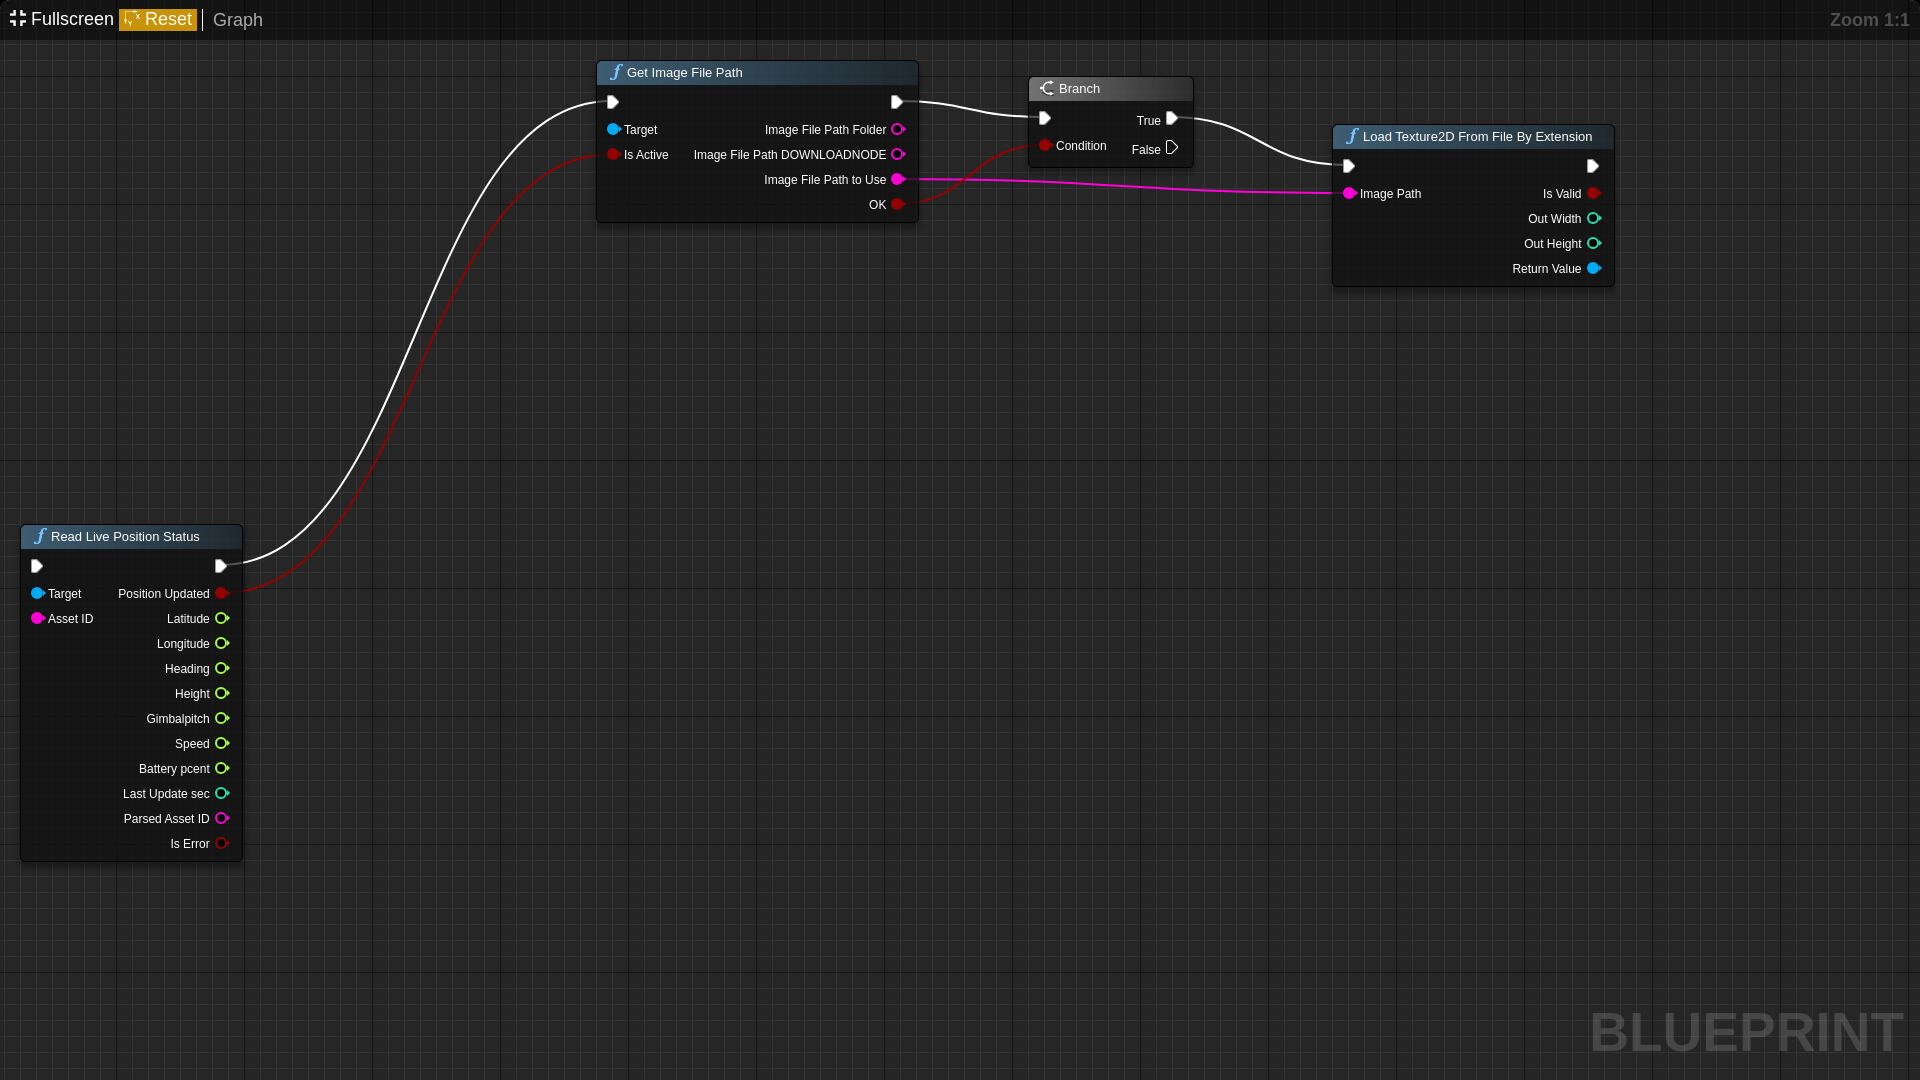 Fullscreen Reset Graph
Zoom 1:1
Get Image File Path
Target Image File Path Folder
Is Active Image File Path DOWNLOADNODE
Image File Path to Use
OK
Branch
True
Condition False
Load Texture2D From File By Extension
Image Path Is Valid
Out Width
Out Height
Return Value
Read Live Position Status
Target Position Updated
Asset ID Latitude
Longitude
Heading
Height
Gimbalpitch
Speed
Battery pcent
Last Update sec
Parsed Asset ID
Is Error
BLUEPRINT